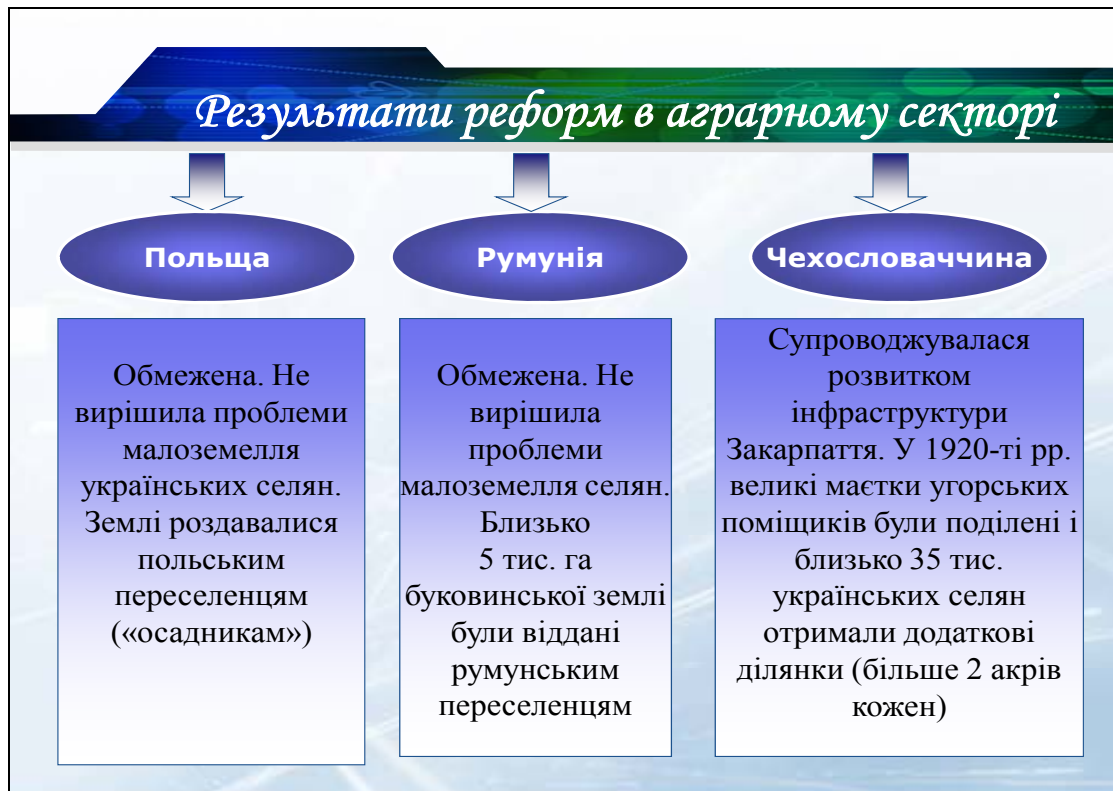 Результати реформ в аграрному секторі
Польща
Румунія
Чехословаччина
Обмежена. Не
вирішила проблеми
малоземелля
українських селян.
Землі роздавалися
польським
переселенцям
(«осадникам»)
Обмежена. Не
вирішила
проблеми
малоземелля селян.
Близько
5 тис. га
буковинської землі
були віддані
румунським
переселенцям
Супроводжувалася
розвитком
інфраструктури
Закарпаття. У 1920-ті рр.
великі маєтки угорських
поміщиків були поділені і
близько 35 тис.
українських селян
отримали додаткові
ділянки (більше 2 акрів
кожен)